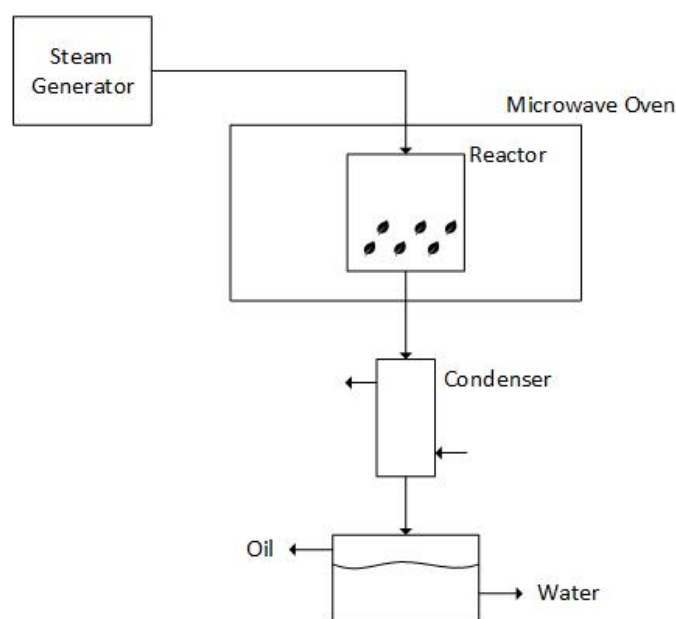 Steam
Generator
Microwave Oven
Reactor
Condenser
Oil
Water